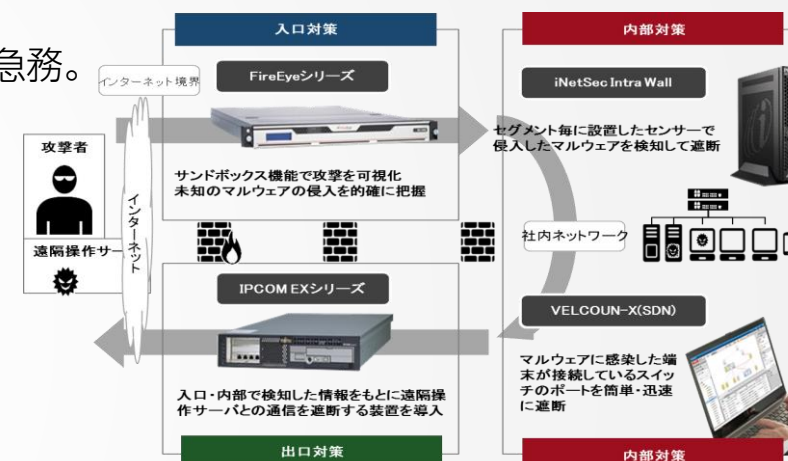 急務。
入口対策
インターネット境界
FireEyeシリーズ
サンドボックス機能で攻撃を可視化
未知のマルウェアの侵入を的確に把握
攻撃者
遠隔操作サー
インターネット
IPCOM EXシリーズ
入口・内部で検知した情報をもとに遠隔操
作サーバとの通信を遮断する装置を導入
出口対策
内部対策
iNetSec Intra Wall
セグメント毎に設置したセンサーで
侵入したマルウェアを検知して遮断
社内ネットワーク
VELCOUN-X(SDN)
マルウェアに感染した端
末が接続しているスイッ
チのポートを簡単・迅速
に遮断
内部対策